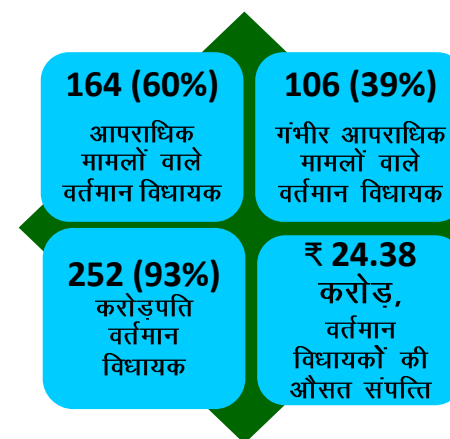 164 (60%)
आपराधिक
मामलों वाले
वर्तमान विधायक
106 (39%)
गंभीर आपराधिक
मामलों वाले
वर्तमान विधायक
252 (93%)
करोड़पति
वर्तमान
विधायक
₹ 24.38
करोड़,
वर्तमान
विधायकों की
औसत संपत्ति